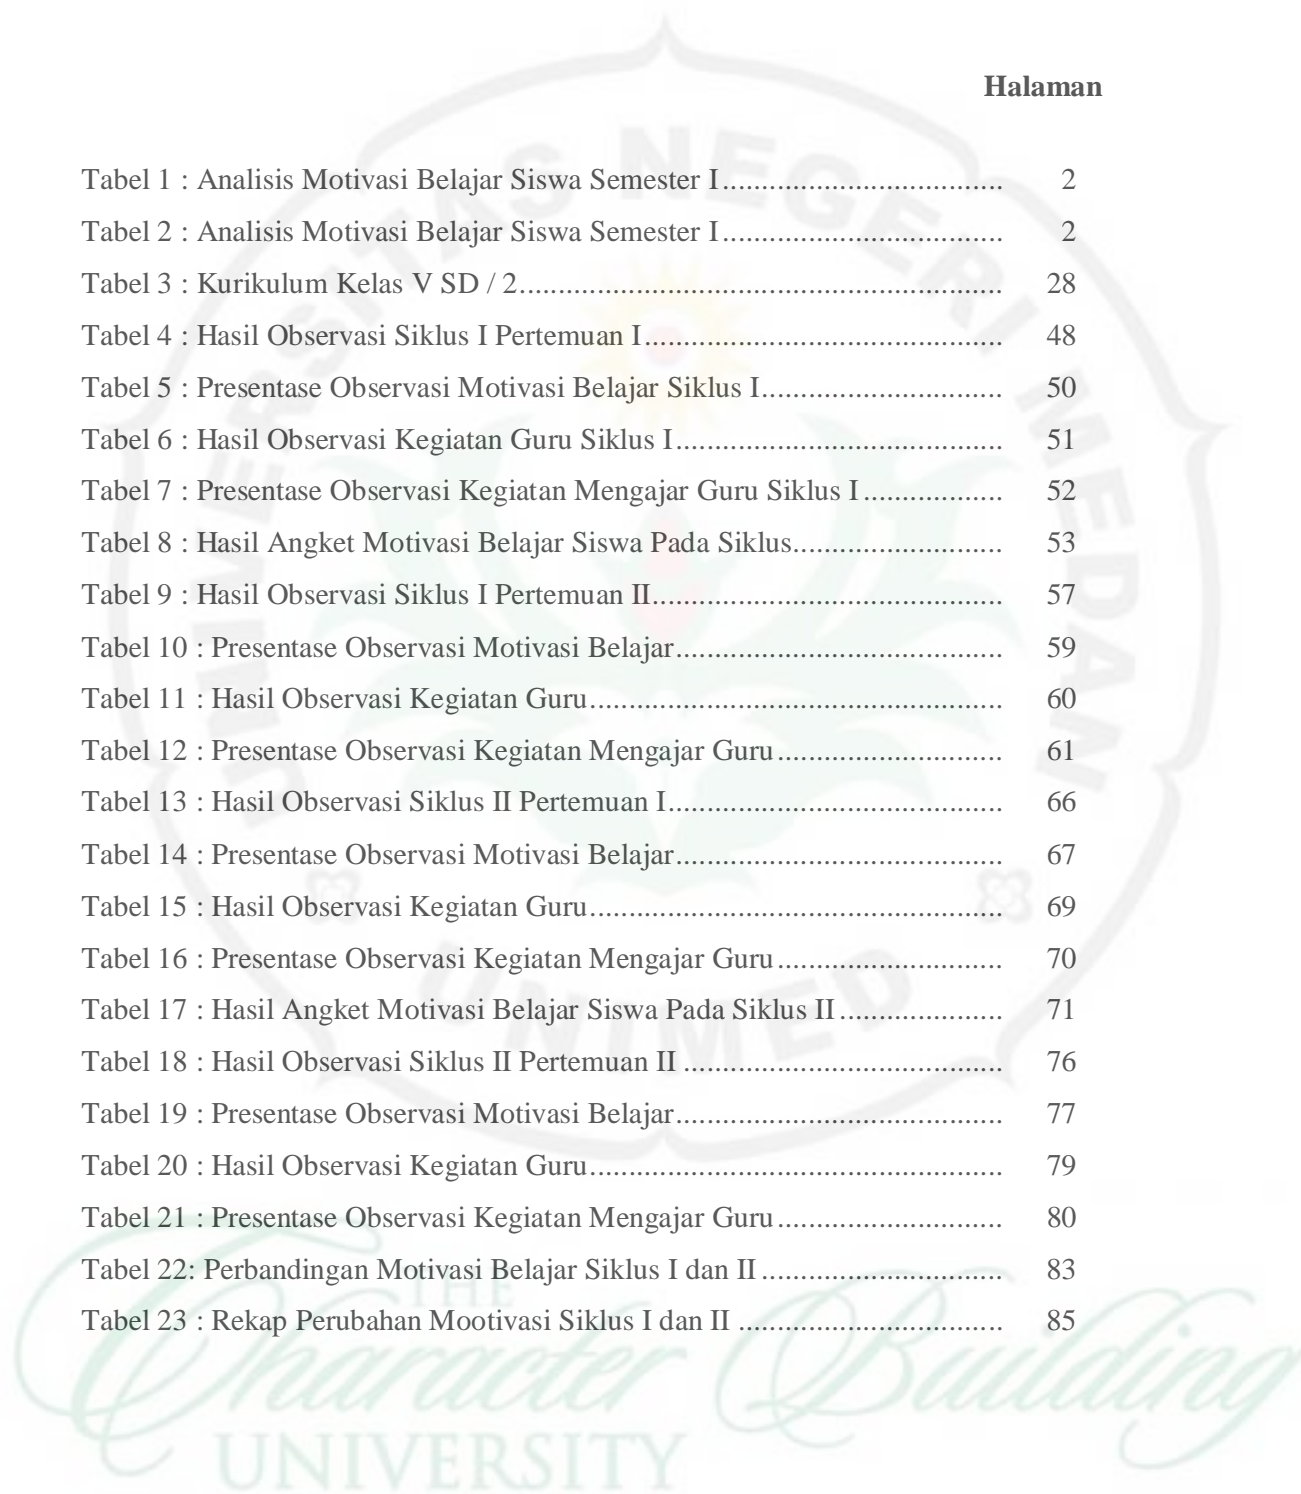 Halaman
Tabel 1 : Analisis Motivasi Belajar Siswa Semester I .................................... 2
Tabel 2 : Analisis Motivasi Belajar Siswa Semester I .................................... 2
Tabel 3 : Kurikulum Kelas V SD / 2.............................................................. 28
Tabel 4 : Hasil Observasi Siklus I Pertemuan I.............................................. 48
Tabel 5 : Presentase Observasi Motivasi Belajar Siklus I............................... 50
Tabel 6 : Hasil Observasi Kegiatan Guru Siklus I.......................................... 51
Tabel 7 : Presentase Observasi Kegiatan Mengajar Guru Siklus I .................. 52
Tabel 8 : Hasil Angket Motivasi Belajar Siswa Pada Siklus........................... 53
Tabel 9 : Hasil Observasi Siklus I Pertemuan II............................................. 57
Tabel 10 : Presentase Observasi Motivasi Belajar.......................................... 59
Tabel 11 : Hasil Observasi Kegiatan Guru..................................................... 60
Tabel 12 : Presentase Observasi Kegiatan Mengajar Guru ............................. 61
Tabel 13 : Hasil Observasi Siklus II Pertemuan I........................................... 66
Tabel 14 : Presentase Observasi Motivasi Belajar.......................................... 67
Tabel 15 : Hasil Observasi Kegiatan Guru..................................................... 69
Tabel 16 : Presentase Observasi Kegiatan Mengajar Guru ............................. 70
Tabel 17 : Hasil Angket Motivasi Belajar Siswa Pada Siklus II ..................... 71
Tabel 18 : Hasil Observasi Siklus II Pertemuan II ......................................... 76
Tabel 19 : Presentase Observasi Motivasi Belajar.......................................... 77
Tabel 20 : Hasil Observasi Kegiatan Guru..................................................... 79
Tabel 21 : Presentase Observasi Kegiatan Mengajar Guru ............................. 80
Tabel 22: Perbandingan Motivasi Belajar Siklus I dan II ............................... 83
Tabel 23 : Rekap Perubahan Mootivasi Siklus I dan II .................................. 85
UNIVERSITAS NEGERI MEDAN
UNIMED
THE
Character Building
UNIVERSITY